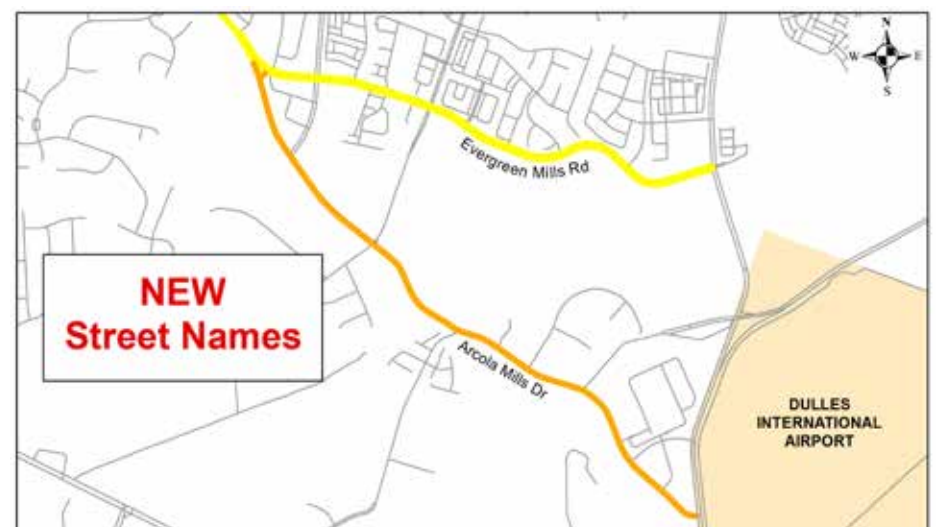 N
W E
S
Evergreen Mills Rd
NEW
Street Names
Arcola Mills Dr
DULLES
INTERNATIONAL
AIRPORT